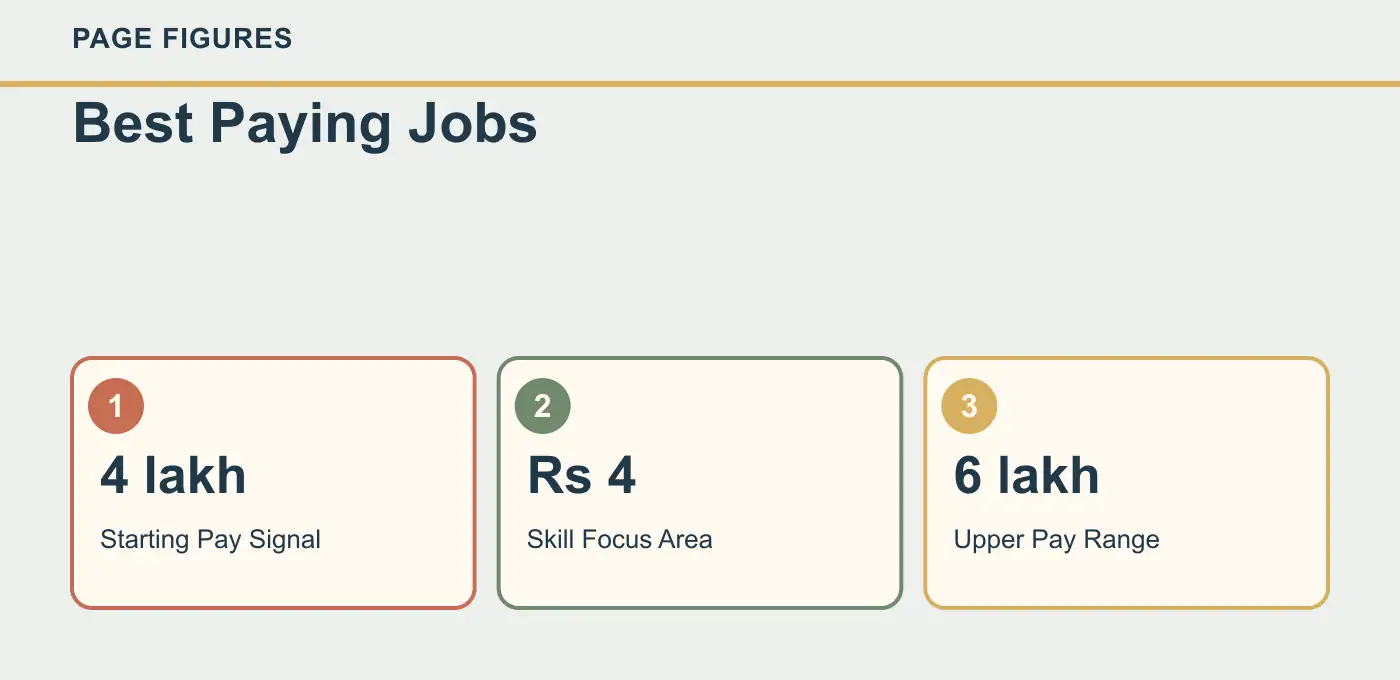 PAGE FIGURES
Best Paying Jobs
1
4 lakh
Starting Pay Signal
2
Rs 4
Skill Focus Area
3
6 lakh
Upper Pay Range